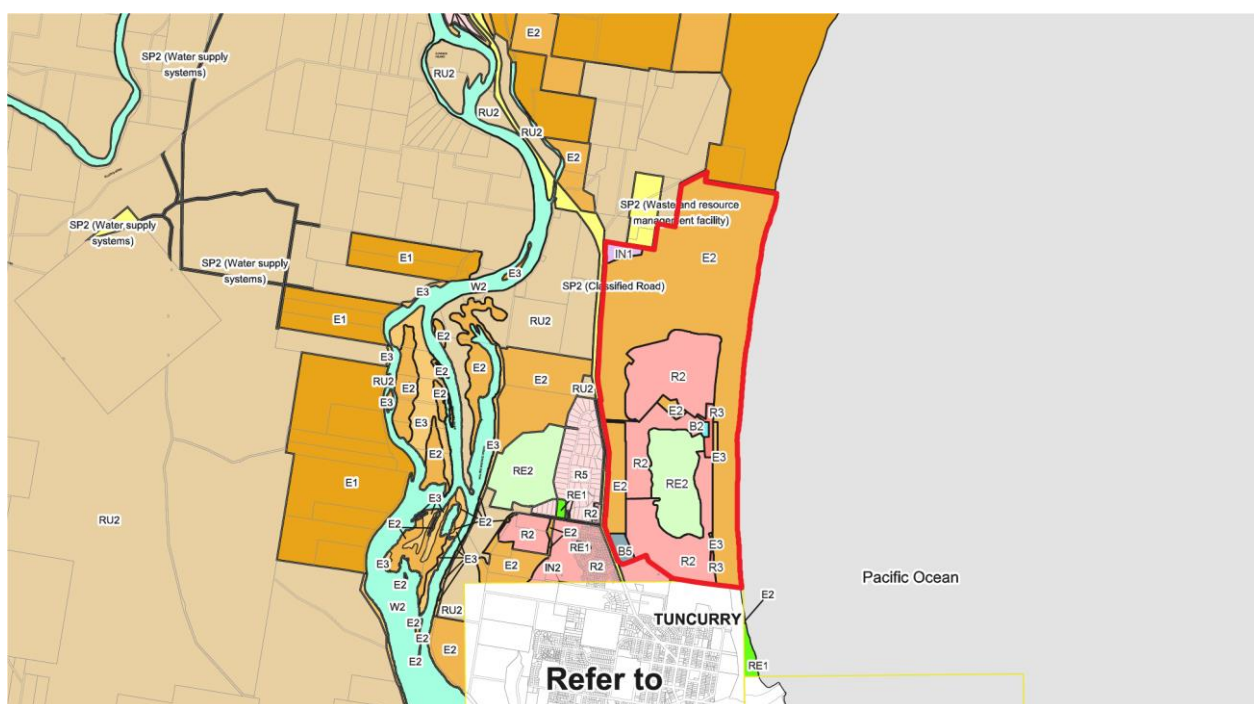 E2
SP2 (Water supply
systems)
RU2
RU2
RU2
E2
SP2 (Waste and resource
management facility)
SP2 (Water supply
systems)
IN1
E1
E2
SP2 (Water supply
systems)
E3
SP2 (Classified Road)
E3
W2
E1
RU2
E2
E3
E2
E2
R2
RU2
E2
E2
RU2
E2
E2
R3
E3
B2
E3
E3
E3
R2
E2
RE2
R5
RE2
E2
E1
RE1
E3
R2
RU2
E2
E2
R2
E2
RE1
B5
E3
R2
R3
E3
E3
E2
IN2
R2
E2
Pacific Ocean
W2
RU2
E2
E2
TUNCURRY
E2
E2
E2
Refer to
RE1